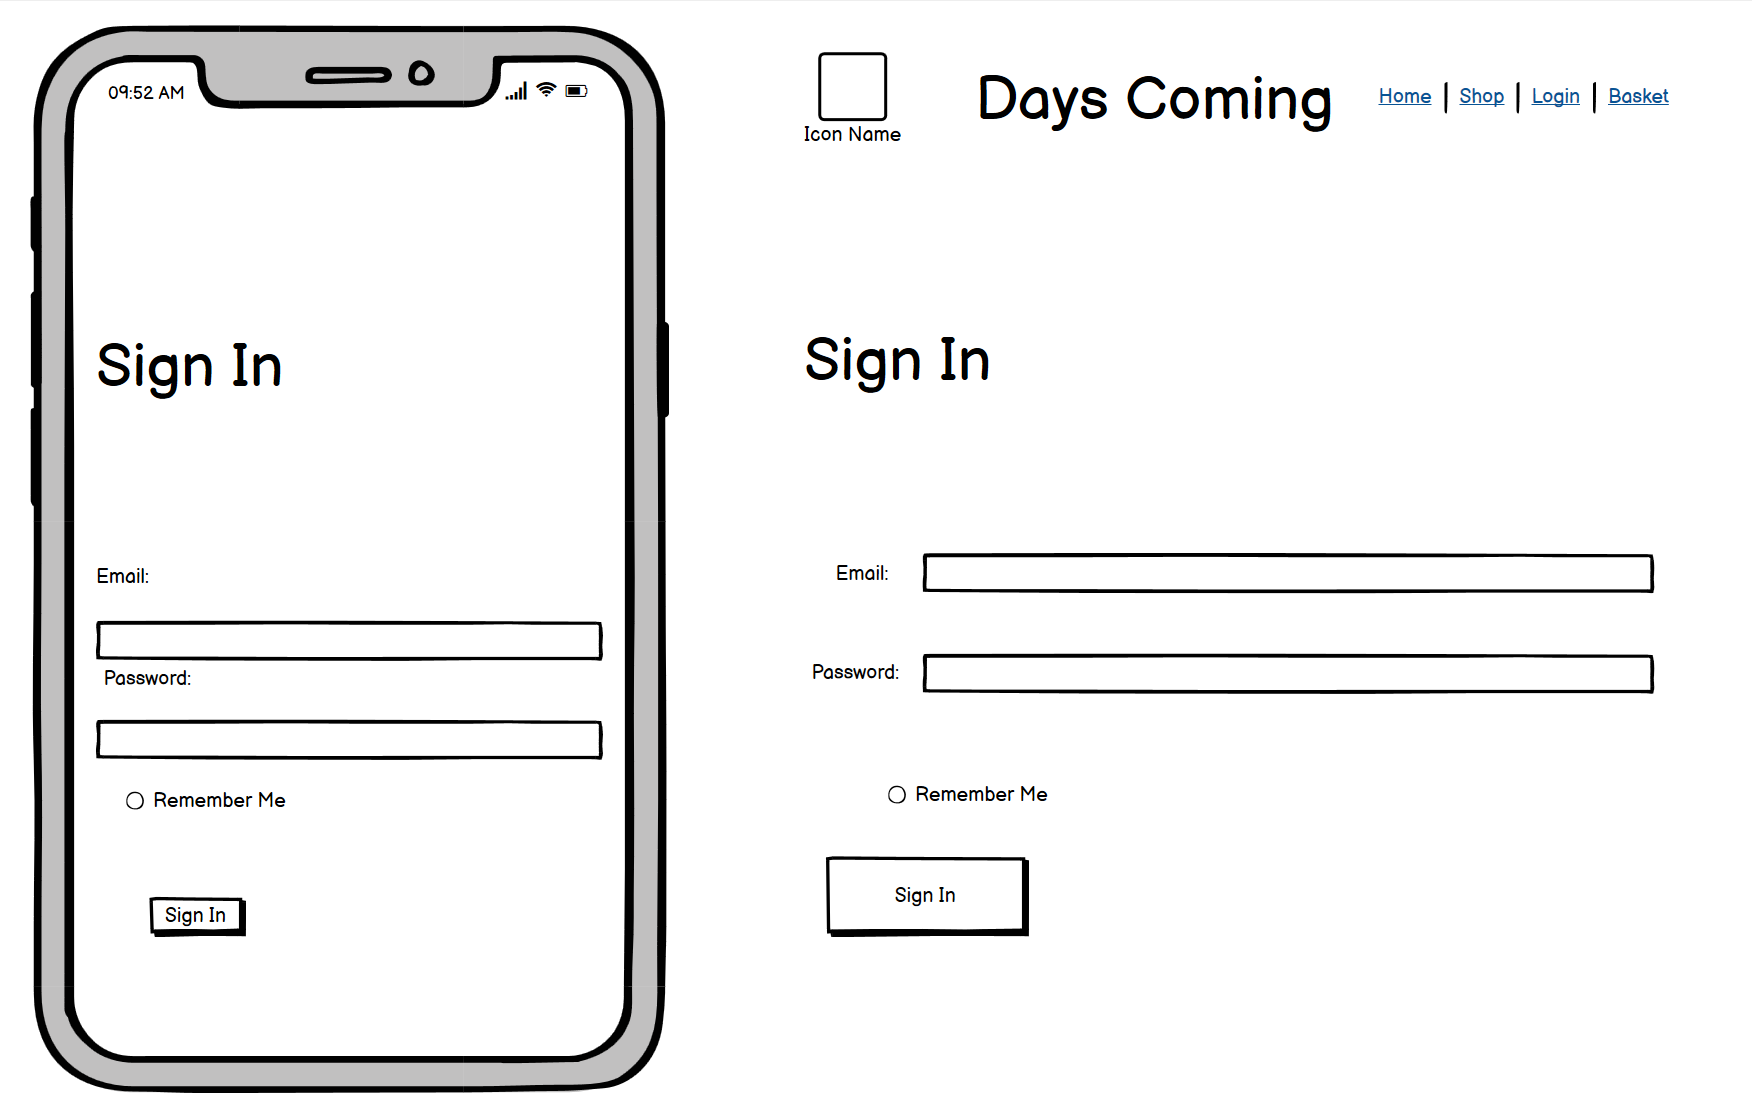 09:52 AM
Sign In
Email:
Password:
Remember Me
Sign In
Icon Name
Days Coming
Home | Shop | Login | Basket
Sign In
Email:
Password:
Remember Me
Sign In